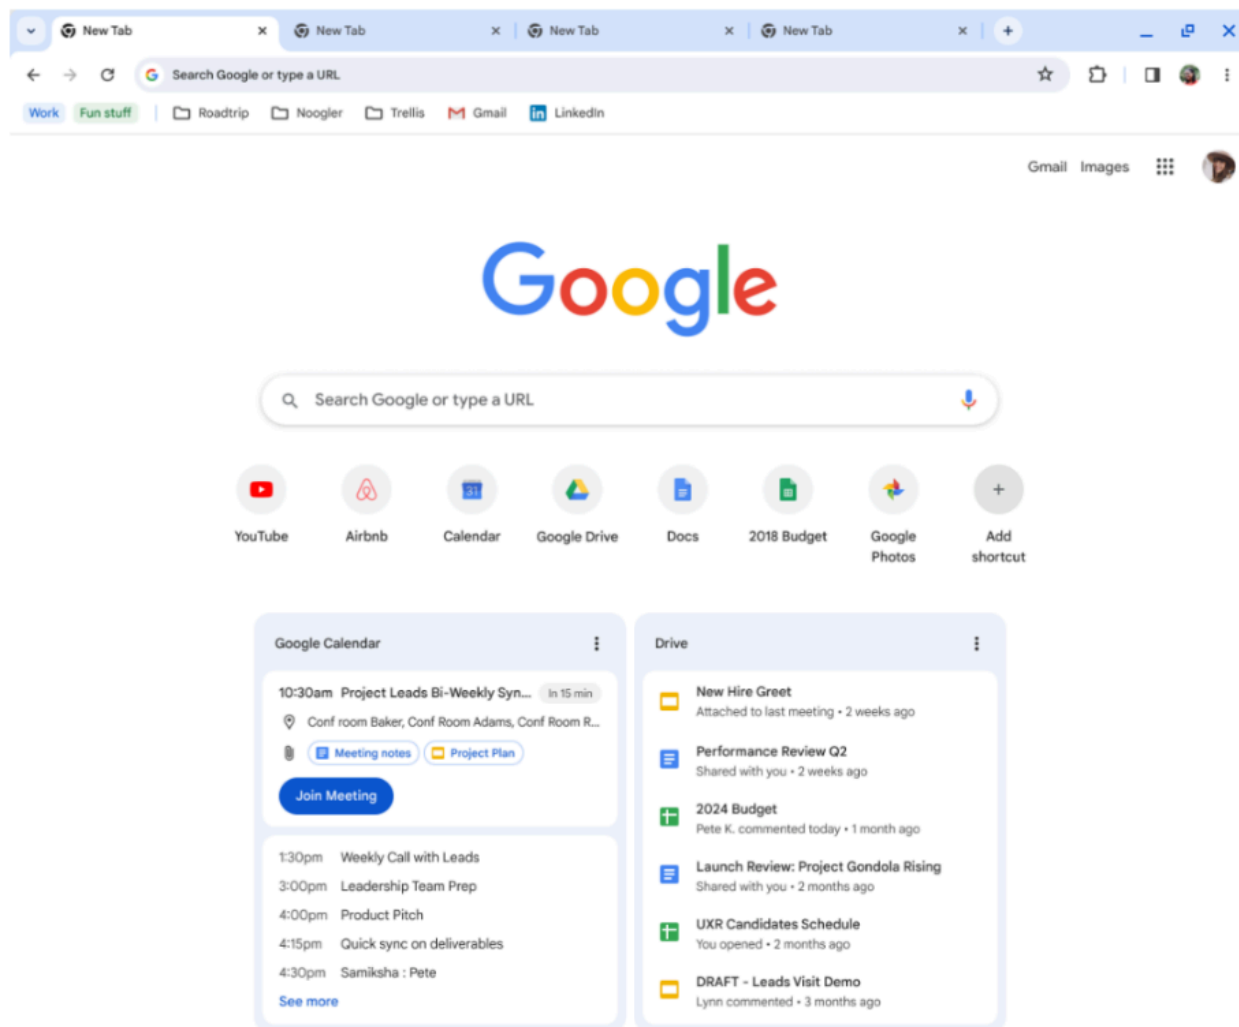 New Tab
New Tab
New Tab
New Tab
Search Google or type a URL
Work
Fun stuff
Roadtrip
Noogler
Trellis
Gmail
in LinkedIn
Gmail
Images
Google
Search Google or type a URL
31
YouTube
Airbnb
Calendar
Google Drive
Docs
2018 Budget
Google
Photos
Add
shortcut
Google Calendar
10:30am Project Leads Bi-Weekly Syn... In 15 min
Conf room Baker, Conf Room Adams, Conf Room R...
Meeting notes
Project Plan
Join Meeting
1:30pm Weekly Call with Leads
3:00pm Leadership Team Prep
4:00pm Product Pitch
4:15pm Quick sync on deliverables
4:30pm Samiksha : Pete
See more
Drive
New Hire Greet
Attached to last meeting • 2 weeks ago
Performance Review Q2
Shared with you • 2 weeks ago
2024 Budget
Pete K. commented today • 1 month ago
Launch Review: Project Gondola Rising
Shared with you • 2 months ago
UXR Candidates Schedule
You opened • 2 months ago
DRAFT - Leads Visit Demo
Lynn commented • 3 months ago